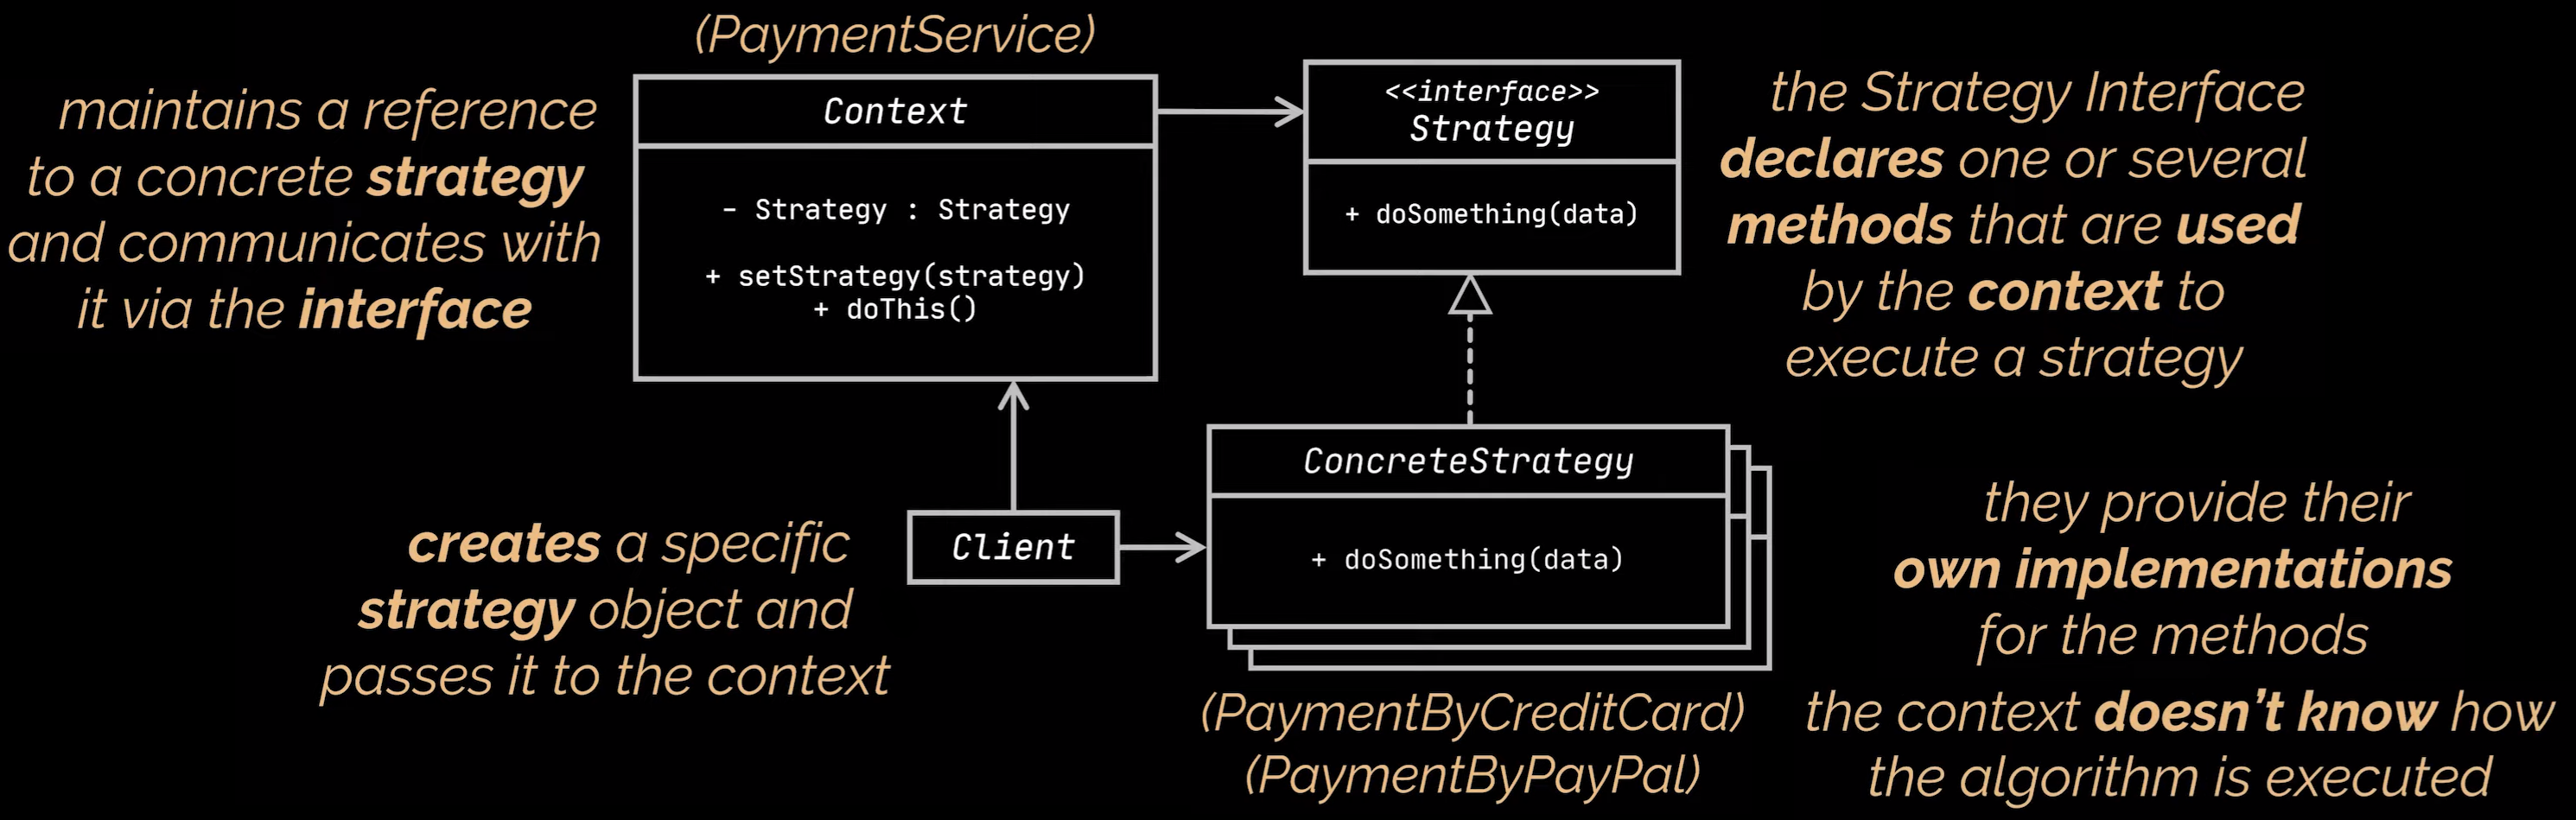 (PaymentService)
maintains a reference
to a concrete strategy
and communicates with
it via the interface
Context
- Strategy : Strategy
+ setStrategy(strategy)
+ doThis()
<<interface>>
Strategy
+ doSomething(data)
the Strategy Interface
declares one or several
methods that are used
by the context to
execute a strategy
creates a specific
strategy object and
passes it to the context
Client
ConcreteStrategy
+ doSomething(data)
(PaymentByCreditCard)
(PaymentByPayPal)
they provide their
own implementations
for the methods
the context doesn't know how
the algorithm is executed